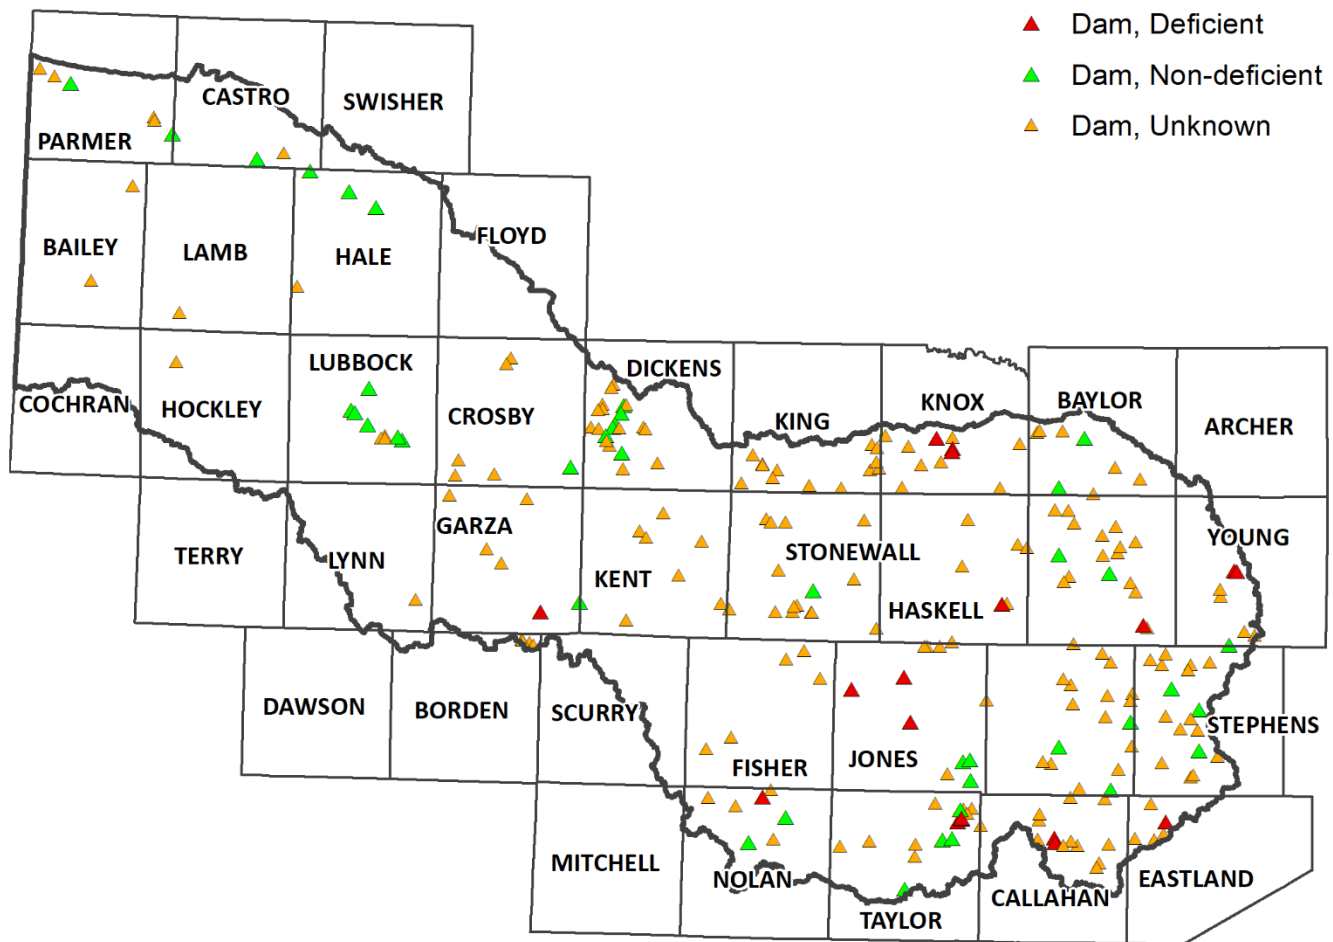 Dam, Deficient
Dam, Non-deficient
Dam, Unknown
CASTRO
SWISHER
PARMER
BAILEY
LAMB
HALE
FLOYD
LUBBOCK
DICKENS
COCHRAN
HOCKLEY
CROSBY
KING
KNOX
BAYLOR
ARCHER
TERRY
LYNN
GARZA
KENT
STONEWALL
HASKELL
YOUNG
DAWSON
BORDEN
SCURRY
FISHER
JONES
STEPHENS
MITCHELL
NOLAN
TAYLOR
CALLAHAN
EASTLAND